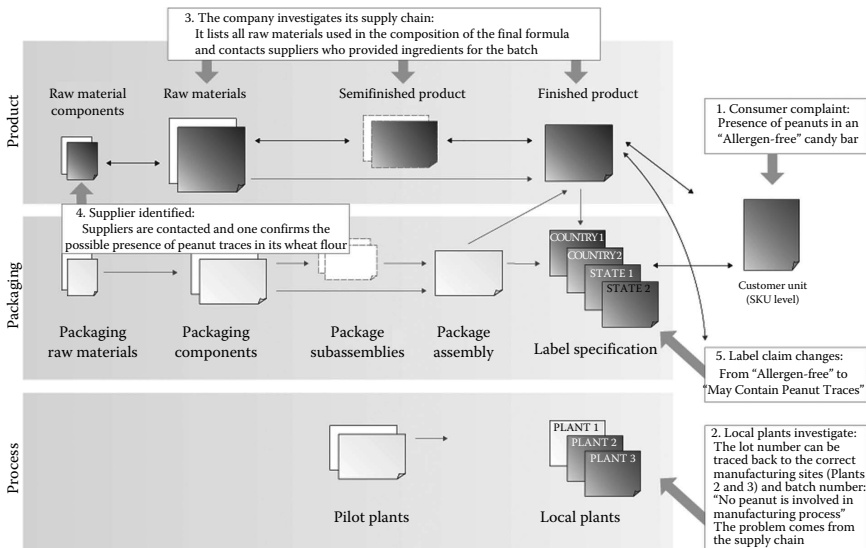 3. The company investigates its supply chain:
It lists all raw materials used in the composition of the final formula
and contacts suppliers who provided ingredients for the batch
Product
Raw material
components
Raw materials
Semifinished product
Finished product
1. Consumer complaint:
Presence of peanuts in an
“Allergen-free” candy bar
4. Supplier identified:
Suppliers are contacted and one confirms the
possible presence of peanut traces in its wheat flour
Packaging
COUNTRY 1
COUNTRY 2
STATE 1
STATE 2
Customer unit
(SKU level)
Packaging
raw materials
Packaging
components
Package
subassemblies
Package
assembly
Label specification
5. Label claim changes:
From “Allergen-free” to
“May Contain Peanut Traces”
Process
PLANT 1
PLANT 2
PLANT 3
Pilot plants
Local plants
2. Local plants investigate:
The lot number can be
traced back to the correct
manufacturing sites (Plants
2 and 3) and batch number:
“No peanut is involved in
manufacturing process”
The problem comes from
the supply chain